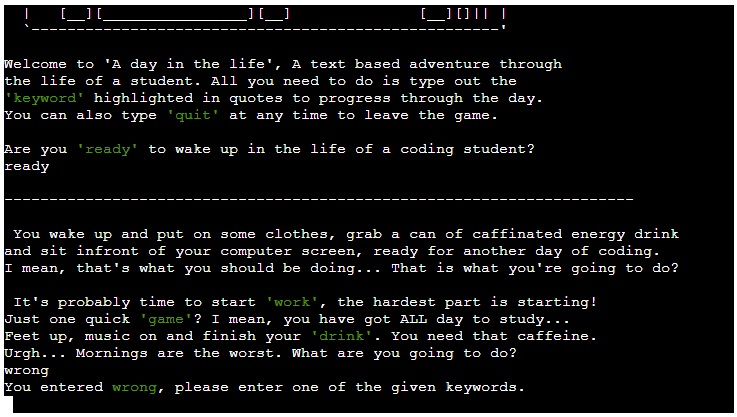 |   [__][________________][__]              [__][]|| |
`----------------------------------------------------'
Welcome to 'A day in the life', A text based adventure through
the life of a student. All you need to do is type out the
'keyword' highlighted in quotes to progress through the day.
You can also type 'quit' at any time to leave the game.
Are you 'ready' to wake up in the life of a coding student?
ready
----------------------------------------------------------------------
You wake up and put on some clothes, grab a can of caffinated energy drink
and sit infront of your computer screen, ready for another day of coding.
I mean, that's what you should be doing... That is what you're going to do?
It's probably time to start 'work', the hardest part is starting!
Just one quick 'game'? I mean, you have got ALL day to study...
Feet up, music on and finish your 'drink'. You need that caffeine.
Urgh... Mornings are the worst. What are you going to do?
wrong
You entered wrong, please enter one of the given keywords.